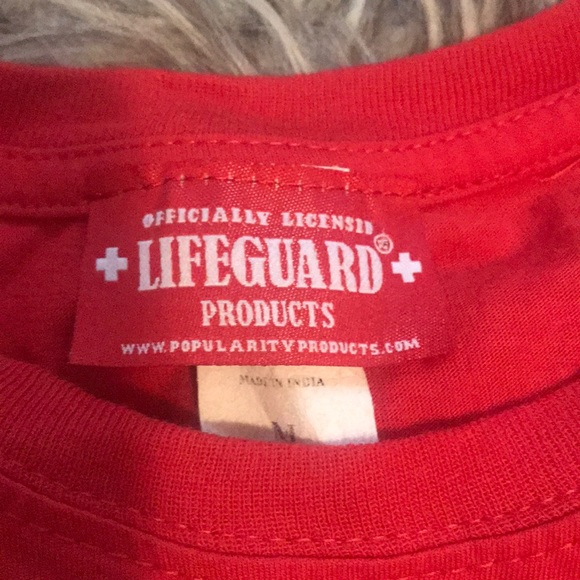 OFFICIALLY LICENSED
LIFEGUARD®
PRODUCTS
WWW.POPULARITYPRODUCTS.COM
MADE IN INDIA